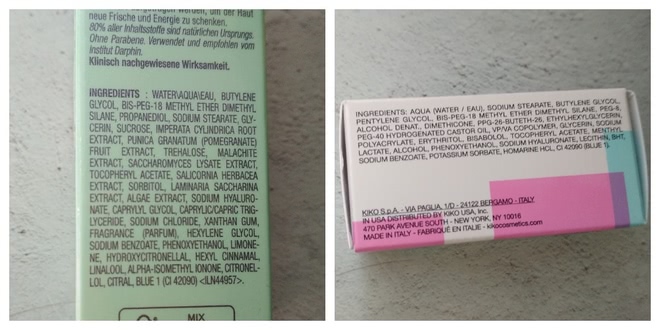 neue Frische und Energie zu schenken.
80% aller Inhaltsstoffe sind natürlichen Ursprungs.
Ohne Parabene. Verwendet und empfohlen vom
Institut Darphin.
Klinisch nachgewiesene Wirksamkeit.
INGREDIENTS : WATER\AQUA\EAU, BUTYLENE
GLYCOL, BIS-PEG-18 METHYL ETHER DIMETHYL
SILANE, PROPANEDIOL, SODIUM STEARATE, GLY-
CERIN, SUCROSE, IMPERATA CYLINDRICA ROOT
EXTRACT, PUNICA GRANATUM (POMEGRANATE)
FRUIT EXTRACT, TREHALOSE, MALACHITE
EXTRACT, SACCHAROMYCES LYSATE EXTRACT,
TOCOPHERYL ACETATE, SALICORNIA HERBACEA
EXTRACT, SORBITOL, LAMINARIA SACCHARINA
EXTRACT, ALGAE EXTRACT, SODIUM HYALURO-
NATE, CAPRYLYL GLYCOL, CAPRYLIC/CAPRIC TRIG-
LYCERIDE, SODIUM CHLORIDE, XANTHAN GUM,
FRAGRANCE (PARFUM), HEXYLENE GLYCOL,
SODIUM BENZOATE, PHENOXYETHANOL, LIMONE-
NE, HYDROXYCITRONELLAL, HEXYL CINNAMAL,
LINALOOL, ALPHA-ISOMETHYL IONONE, CITRONEL-
LOL, CITRAL, BLUE 1 (CI 42090) <ILN44957>.
MIX
INGREDIENTS: AQUA (WATER / EAU), SODIUM STEARATE, BUTYLENE GLYCOL,
PENTYLENE GLYCOL, BIS-PEG-18 METHYL ETHER DIMETHYL SILANE, PEG-8,
ALCOHOL DENAT., DIMETHICONE, PPG-26-BUTETH-26, ETHYLHEXYLGLYCERIN,
PEG-40 HYDROGENATED CASTOR OIL, VP/VA COPOLYMER, GLYCERIN, SODIUM
POLYACRYLATE, ERYTHRITOL, BISABOLOL, TOCOPHERYL ACETATE, MENTHYL
LACTATE, ALCOHOL, PHENOXYETHANOL, SODIUM HYALURONATE, LECITHIN, BHT,
SODIUM BENZOATE, POTASSIUM SORBATE, HOMARINE HCL, CI 42090 (BLUE 1).
KIKO S.p.A. - VIA PAGLIA, 1/D - 24122 BERGAMO - ITALY
IN USA DISTRIBUTED BY KIKO USA, Inc.
470 PARK AVENUE SOUTH - NEW YORK, NY 10016
MADE IN ITALY - FABRIQUÉ EN ITALIE - kikocosmetics.com